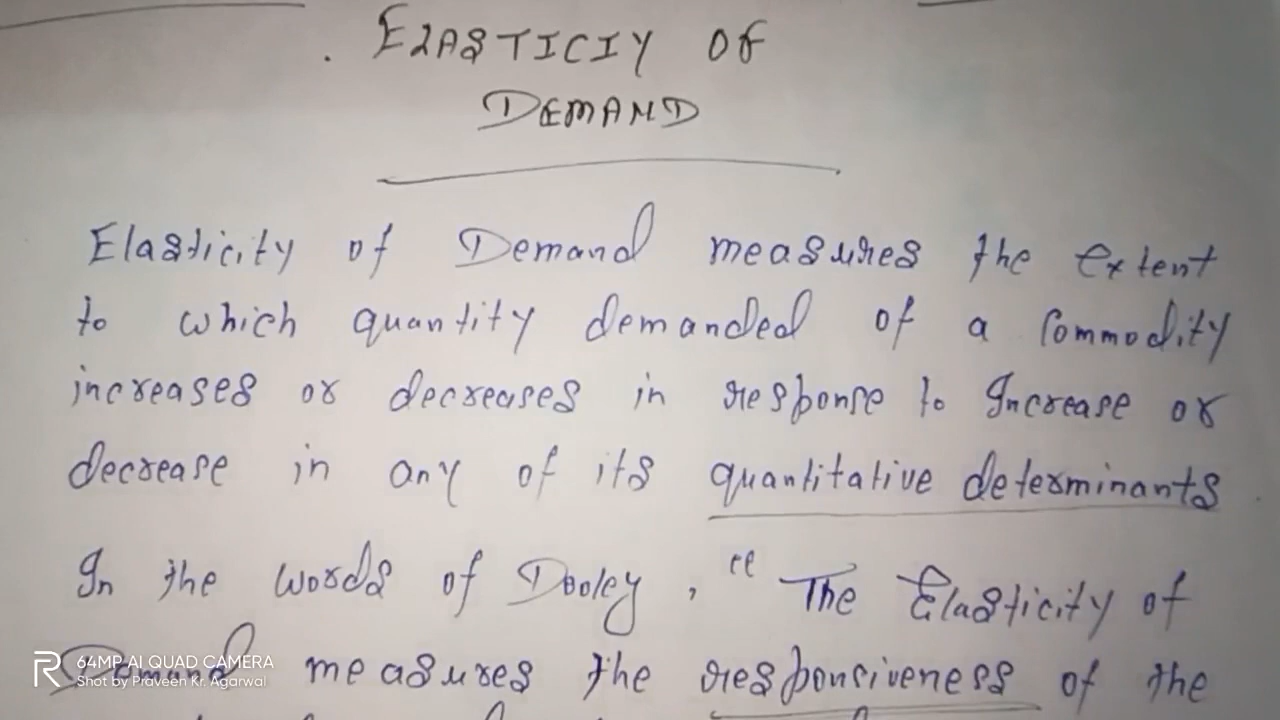 ELASTICIY OF
DEMAND
Elasticity of Demand measures the extent
to which quantity demanded of a Commodity
increases or decreases in response to Increase or
decrease in any of its quantitative determinants
In the words of Dooley, "The Elasticity of
Demand measures the responsiveness of the
64MP AI QUAD CAMERA
Shot by Praveen Kr. Agarwal